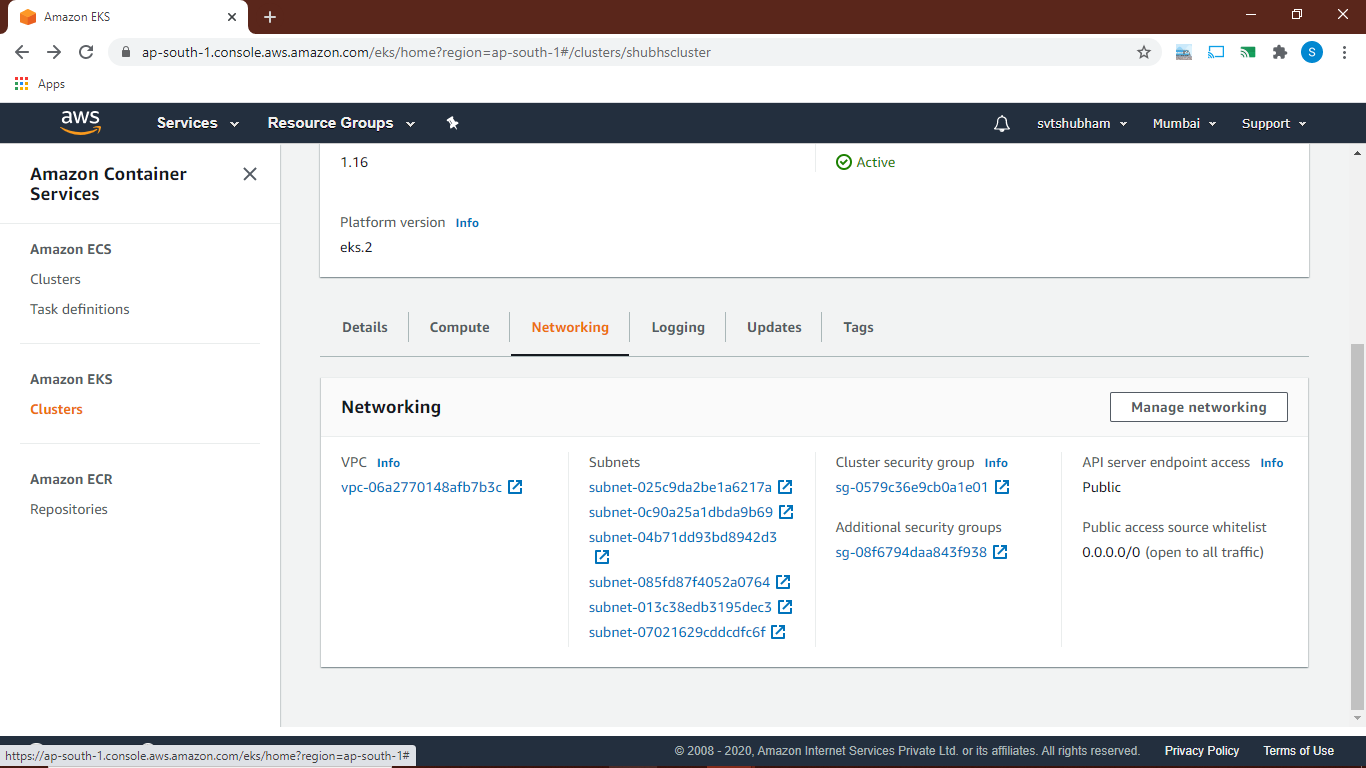 Amazon EKS
ap-south-1.console.aws.amazon.com/eks/home?region=ap-south-1#/clusters/shubhscluster
S
Apps
aws
Services
Resource Groups
svtshubham
Mumbai
Support
Amazon Container
Services
Amazon ECS
Clusters
Task definitions
Amazon EKS
Clusters
Amazon ECR
Repositories
1.16
Active
Platform version Info
eks.2
Details
Compute
Networking
Logging
Updates
Tags
Networking
Manage networking
VPC Info
vpc-06a2770148afb7b3c
Subnets
subnet-025c9da2be1a6217a
subnet-0c90a25a1dbda9b69
subnet-04b71dd93bd8942d3
subnet-085fd87f4052a0764
subnet-013c38edb3195dec3
subnet-07021629cddcdfc6f
Cluster security group Info
sg-0579c36e9cb0a1e01
Additional security groups
sg-08f6794daa843f938
API server endpoint access Info
Public
Public access source whitelist
0.0.0.0/0 (open to all traffic)
https://ap-south-1.console.aws.amazon.com/eks/home?region=ap-south-1#
© 2008 - 2020, Amazon Internet Services Private Ltd. or its affiliates. All rights reserved.
Privacy Policy
Terms of Use